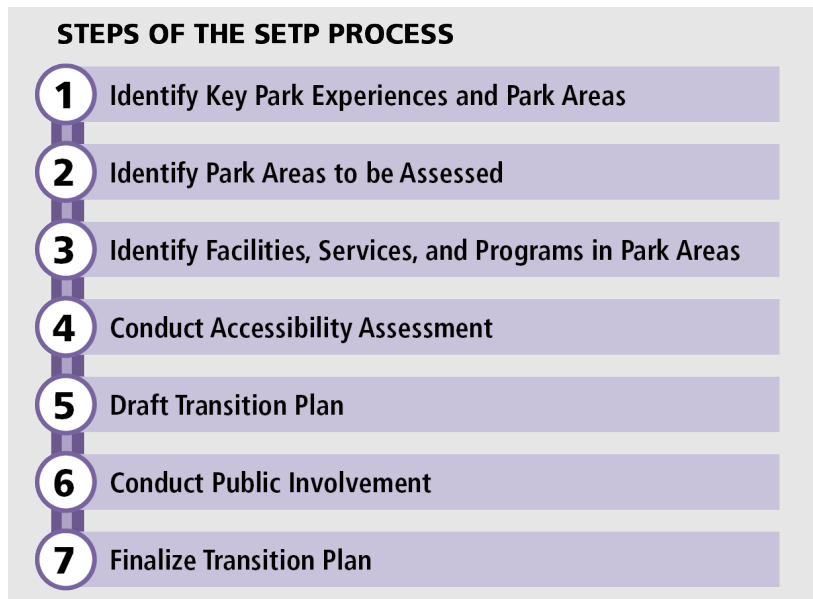 STEPS OF THE SETP PROCESS
1 Identify Key Park Experiences and Park Areas
2 Identify Park Areas to be Assessed
3 Identify Facilities, Services, and Programs in Park Areas
4 Conduct Accessibility Assessment
5 Draft Transition Plan
6 Conduct Public Involvement
7 Finalize Transition Plan